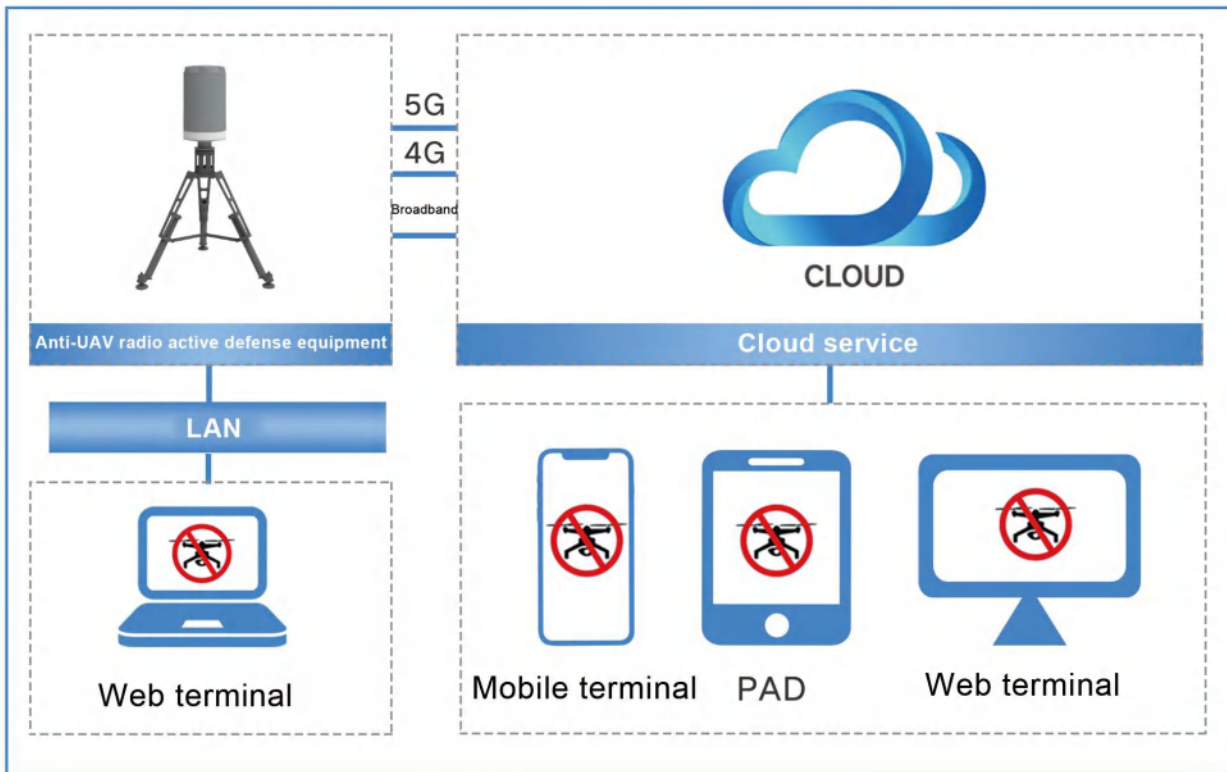 5G
4G
Broadband
CLOUD
Anti-UAV radio active defense equipment
Cloud service
LAN
Web terminal
Mobile terminal
PAD
Web terminal